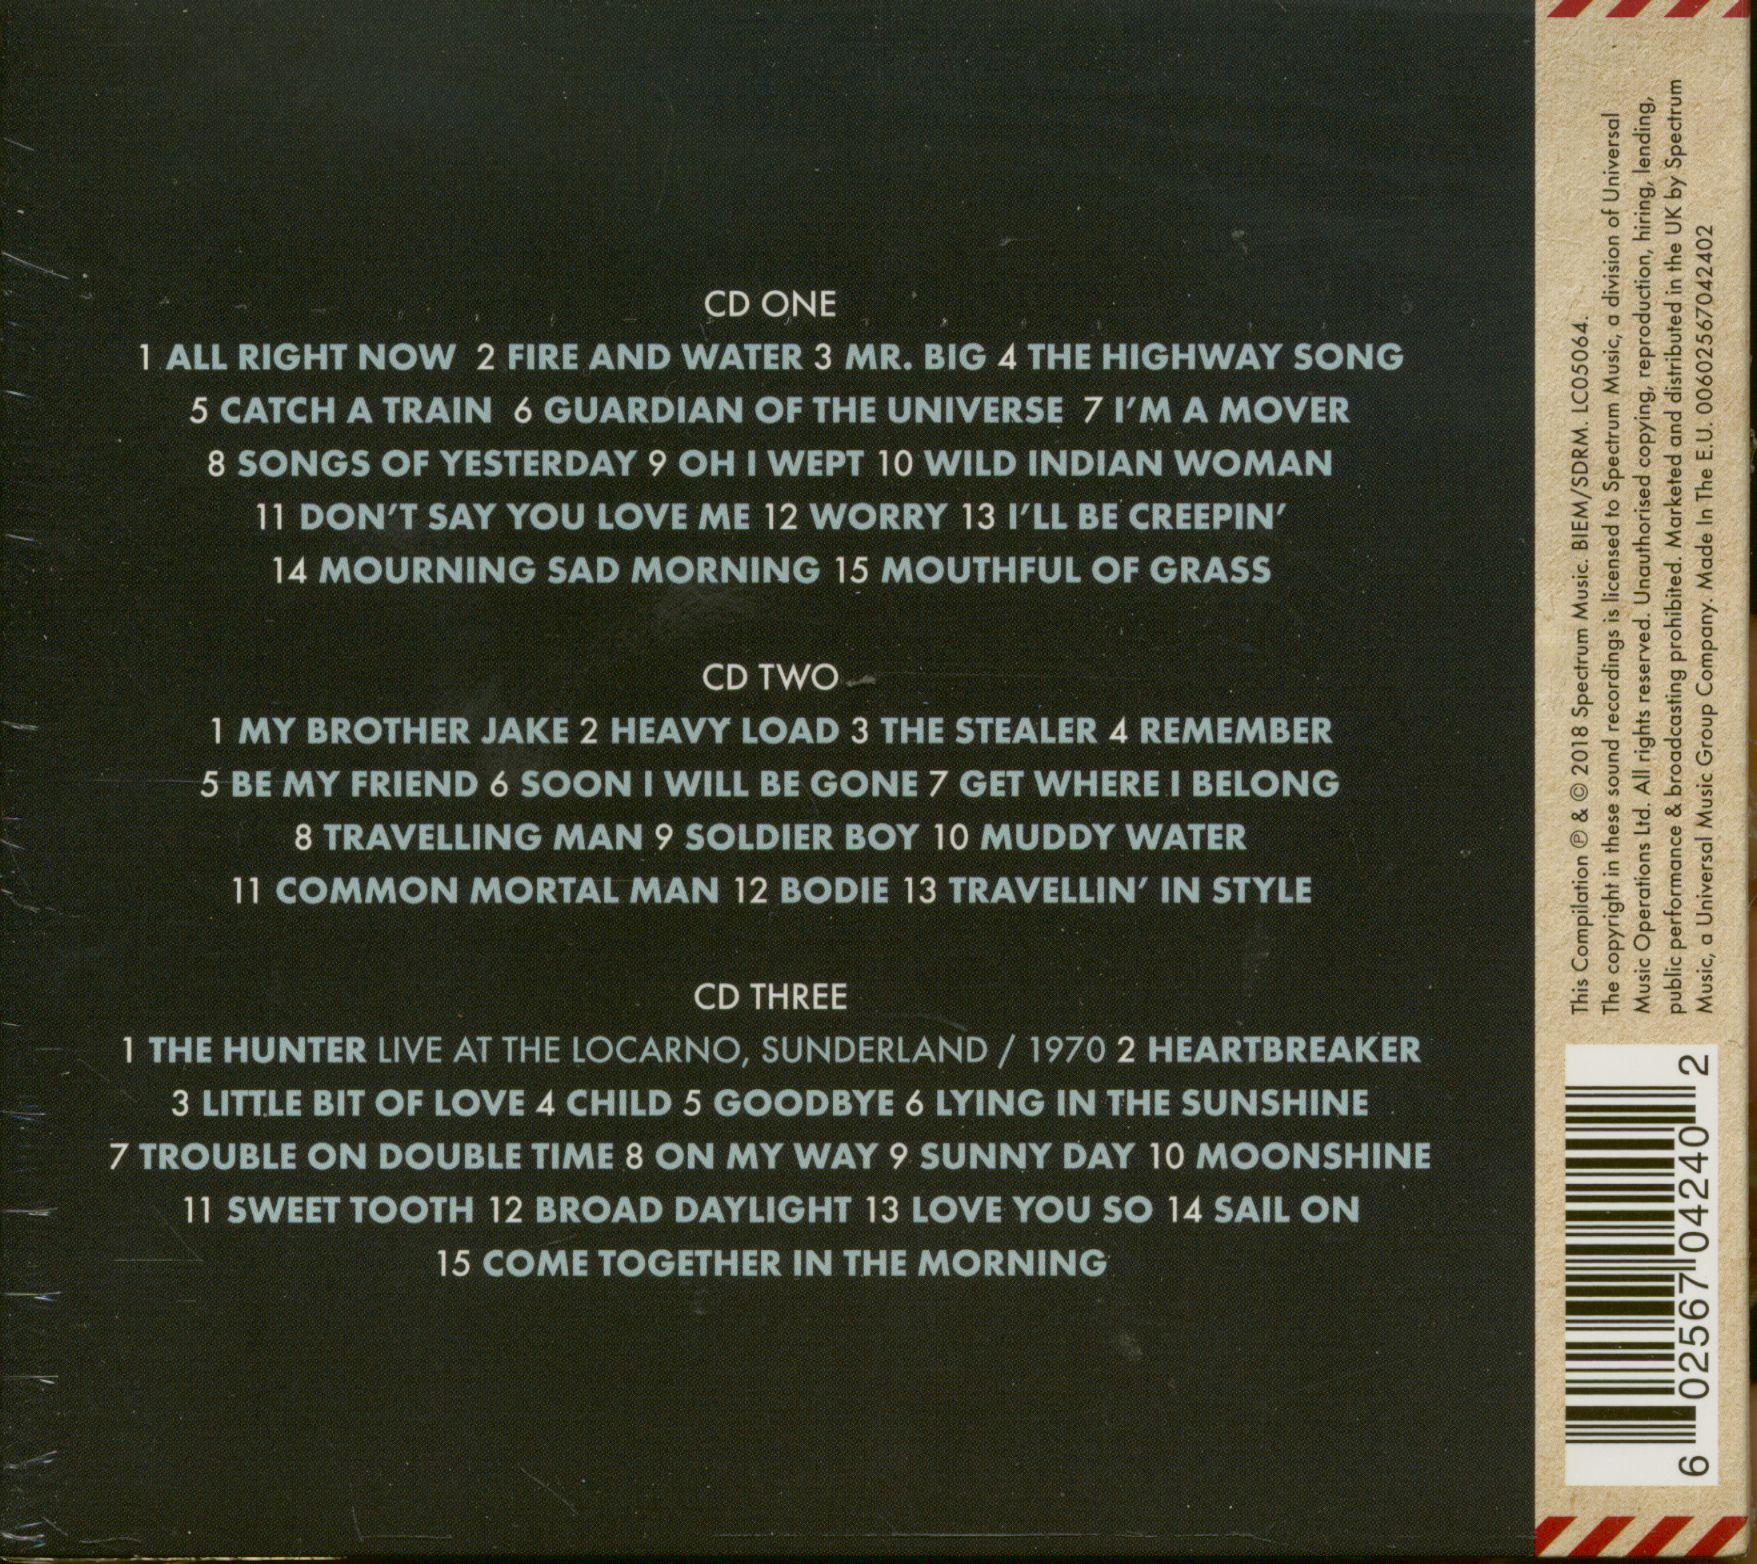 CD ONE
1 ALL RIGHT NOW 2 FIRE AND WATER 3 MR. BIG 4 THE HIGHWAY SONG
5 CATCH A TRAIN 6 GUARDIAN OF THE UNIVERSE 7 I'M A MOVER
8 SONGS OF YESTERDAY 9 OH I WEPT 10 WILD INDIAN WOMAN
11 DON'T SAY YOU LOVE ME 12 WORRY 13 I'LL BE CREEPIN'
14 MOURNING SAD MORNING 15 MOUTHFUL OF GRASS
CD TWO
1 MY BROTHER JAKE 2 HEAVY LOAD 3 THE STEALER 4 REMEMBER
5 BE MY FRIEND 6 SOON I WILL BE GONE 7 GET WHERE I BELONG
8 TRAVELLING MAN 9 SOLDIER BOY 10 MUDDY WATER
11 COMMON MORTAL MAN 12 BODIE 13 TRAVELLIN' IN STYLE
CD THREE
1 THE HUNTER LIVE AT THE LOCARNO, SUNDERLAND / 1970 2 HEARTBREAKER
3 LITTLE BIT OF LOVE 4 CHILD 5 GOODBYE 6 LYING IN THE SUNSHINE
7 TROUBLE ON DOUBLE TIME 8 ON MY WAY 9 SUNNY DAY 10 MOONSHINE
11 SWEET TOOTH 12 BROAD DAYLIGHT 13 LOVE YOU SO 14 SAIL ON
15 COME TOGETHER IN THE MORNING
This Compilation ℗ & © 2018 Spectrum Music. BIEM/SDRM. LC05064.
The copyright in these sound recordings is licensed to Spectrum Music, a division of Universal
Music Operations Ltd. All rights reserved. Unauthorised copying, reproduction, hiring, lending,
public performance & broadcasting prohibited. Marketed and distributed in the UK by Spectrum
Music, a Universal Music Group Company. Made In The E.U. 00602567042402
6 02567 04240 2